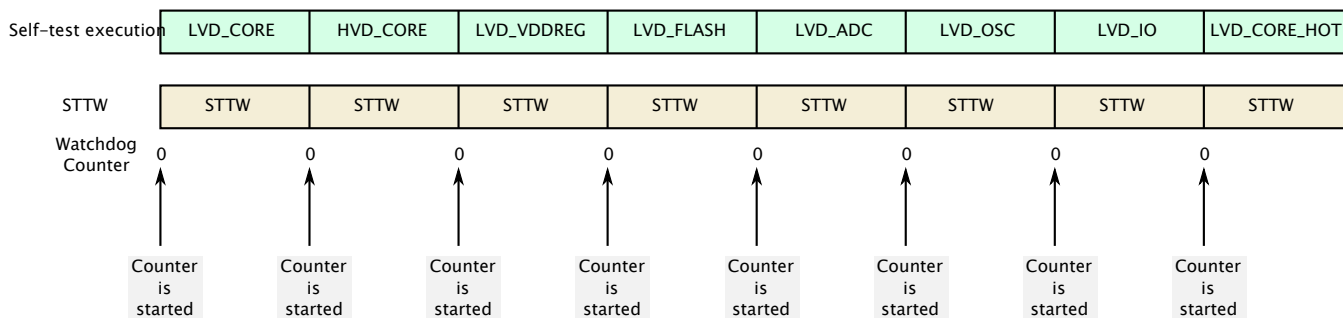 Self-test execution LVD_CORE HVD_CORE LVD_VDDREG LVD_FLASH LVD_ADC LVD_OSC LVD_IO LVD_CORE_HOT
STTW STTW STTW STTW STTW STTW STTW STTW STTW
Watchdog
Counter
0 0 0 0 0 0 0 0
Counter Counter Counter Counter Counter Counter Counter Counter
is is is is is is is is
started started started started started started started started